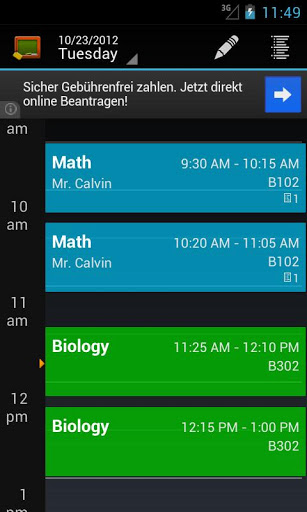 3G 11:49
10/23/2012
Tuesday
Sicher Gebührenfrei zahlen. Jetzt direkt
online Beantragen!
am
Math 9:30 AM - 10:15 AM
Mr. Calvin B102
1
10
am
Math 10:20 AM - 11:05 AM
Mr. Calvin B102
1
11
am
Biology 11:25 AM - 12:10 PM
B302
12
pm
Biology 12:15 PM - 1:00 PM
B302
1
pm